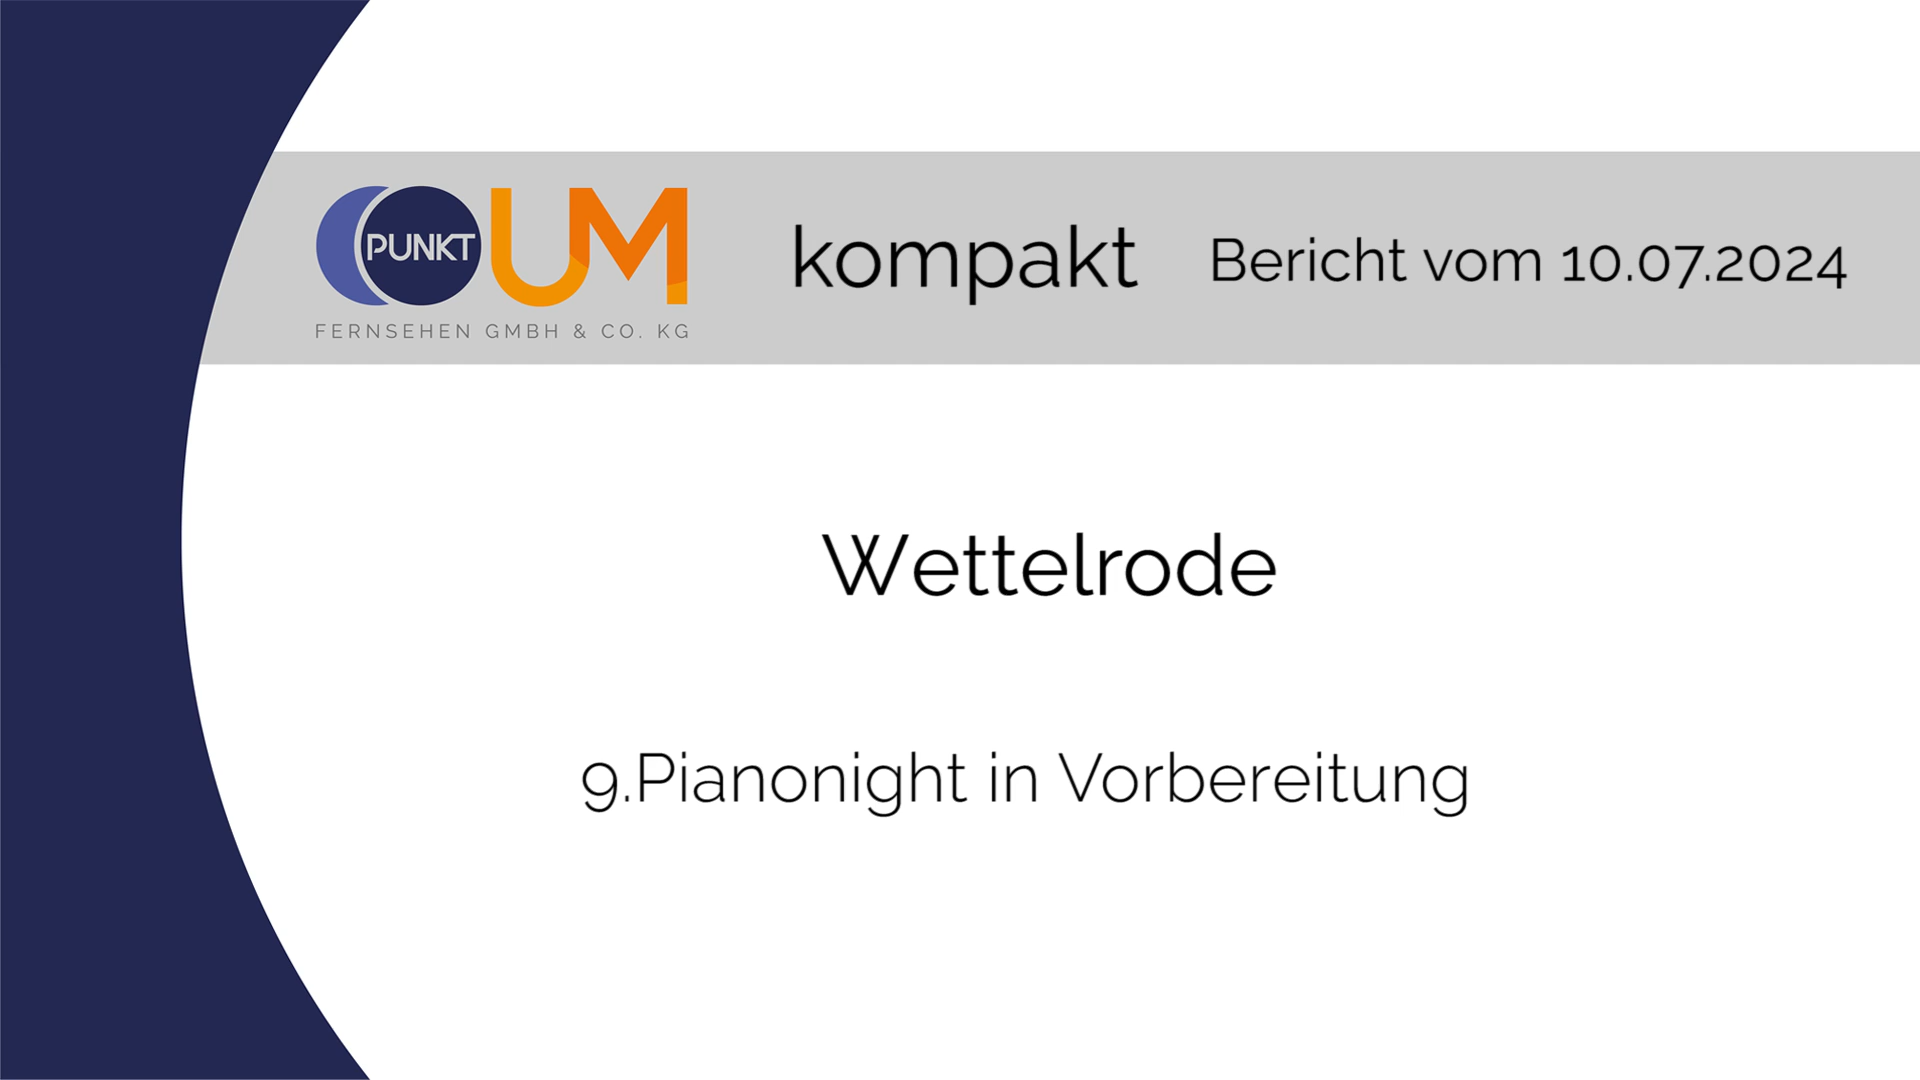 PUNKT UM
FERNSEHEN GMBH & CO. KG
kompakt
Bericht vom 10.07.2024
Wettelrode
9.Pianonight in Vorbereitung